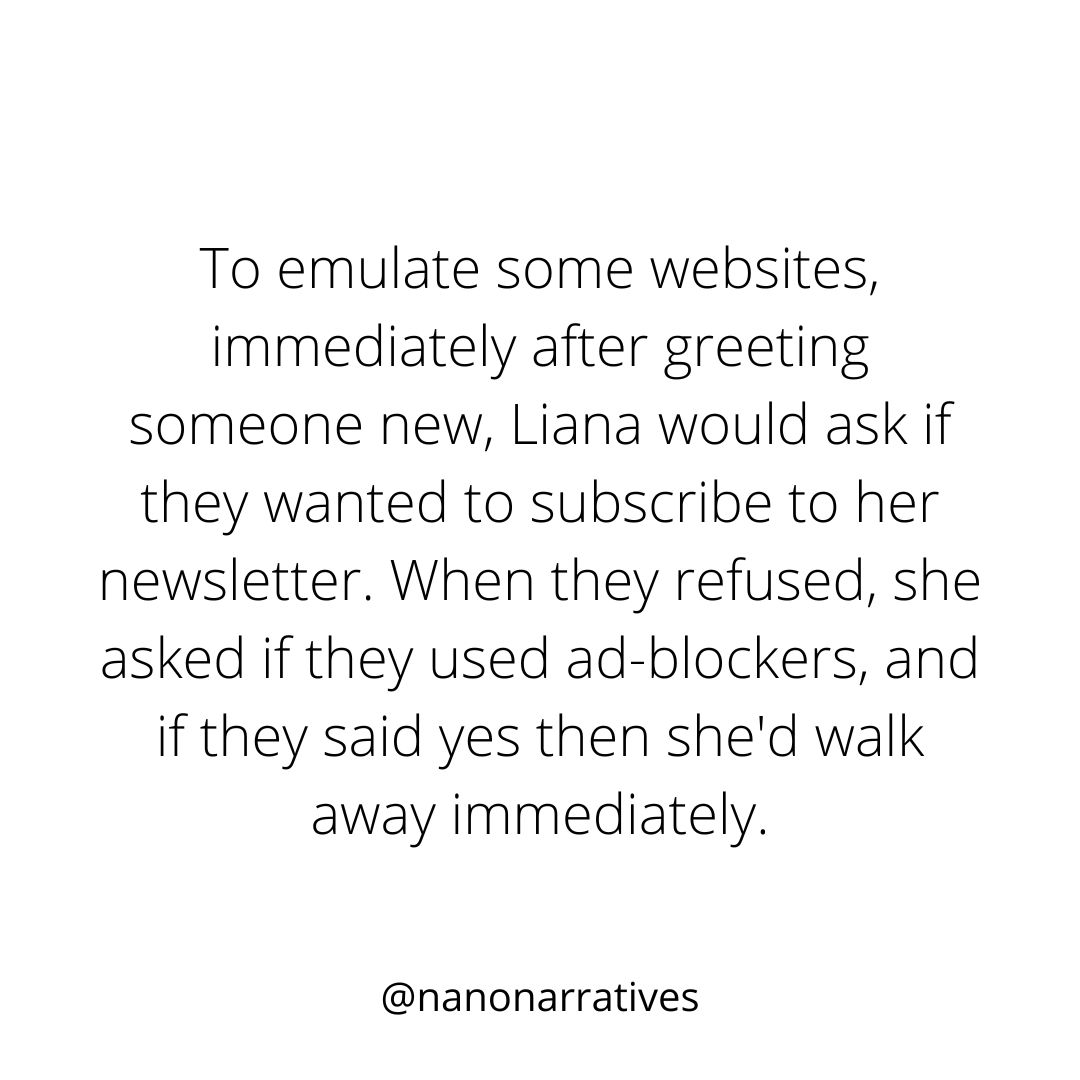 To emulate some websites,
immediately after greeting
someone new, Liana would ask if
they wanted to subscribe to her
newsletter. When they refused, she
asked if they used ad-blockers, and
if they said yes then she'd walk
away immediately.
@nanonarratives